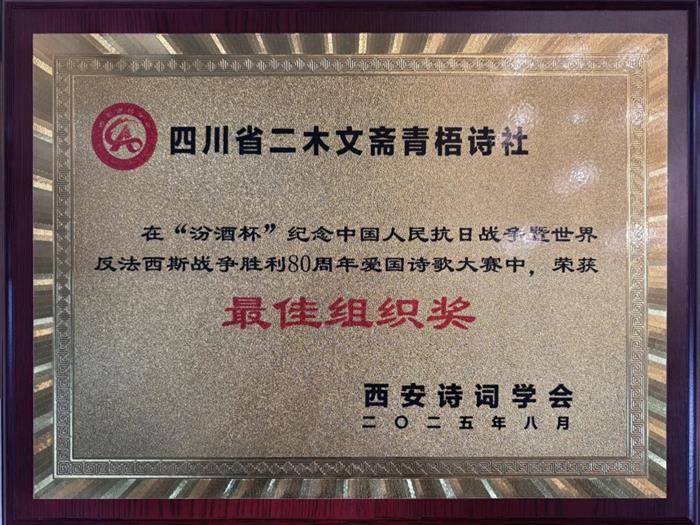 四川省二木文斋青梧诗社
在“汾酒杯”纪念中国人民抗日战争暨世界
反法西斯战争胜利80周年爱国诗歌大赛中，荣获
最佳组织奖
西安诗词学会
二〇二五年八月